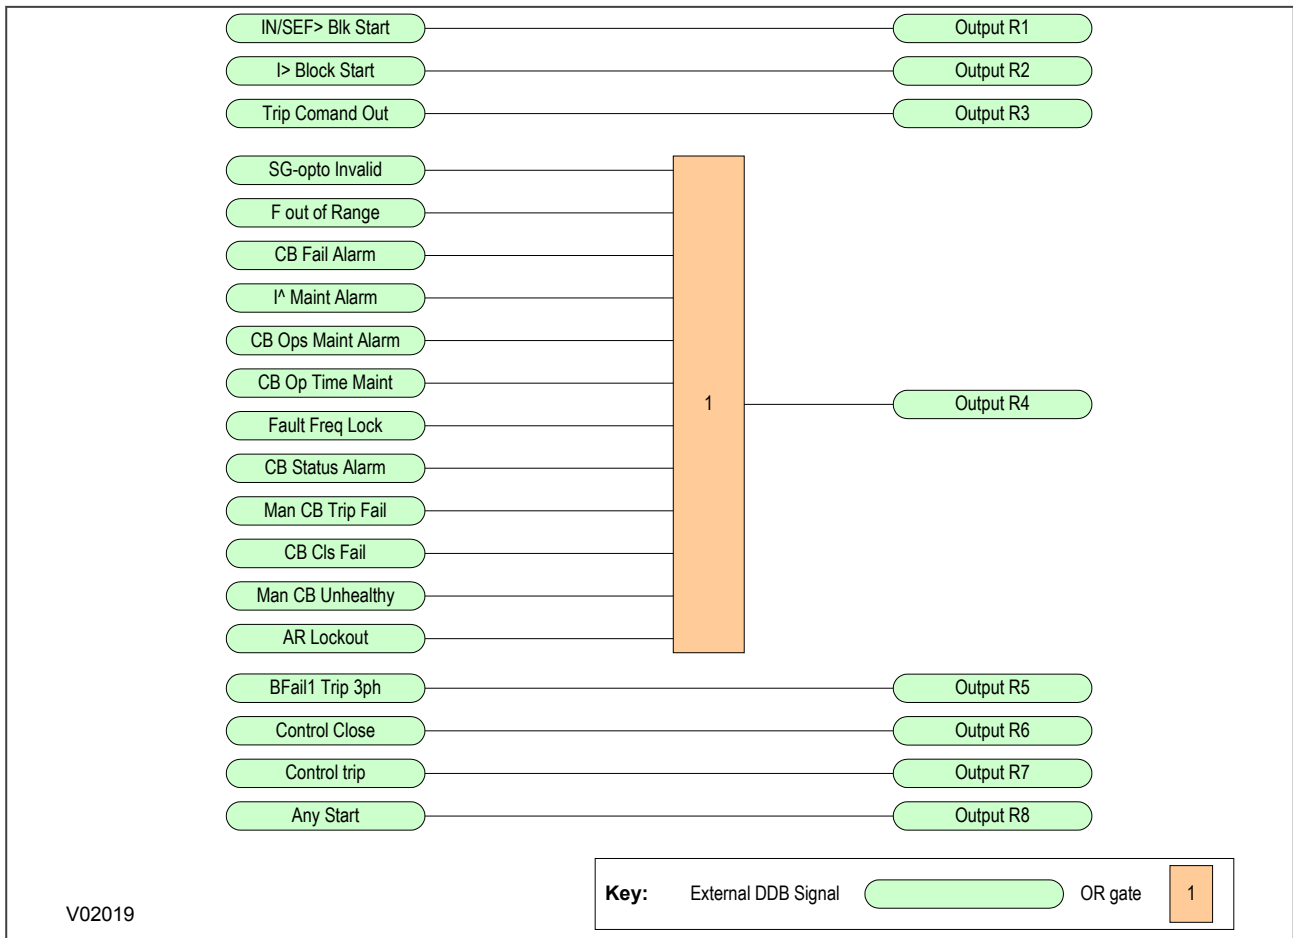 IN/SEF> Blk Start Output R1
I> Block Start Output R2
Trip Comand Out Output R3
SG-opto Invalid
F out of Range
CB Fail Alarm
I^ Maint Alarm
CB Ops Maint Alarm
CB Op Time Maint
1 Output R4
Fault Freq Lock
CB Status Alarm
Man CB Trip Fail
CB Cls Fail
Man CB Unhealthy
AR Lockout
BFail1 Trip 3ph Output R5
Control Close Output R6
Control trip Output R7
Any Start Output R8
Key: External DDB Signal OR gate 1
V02019